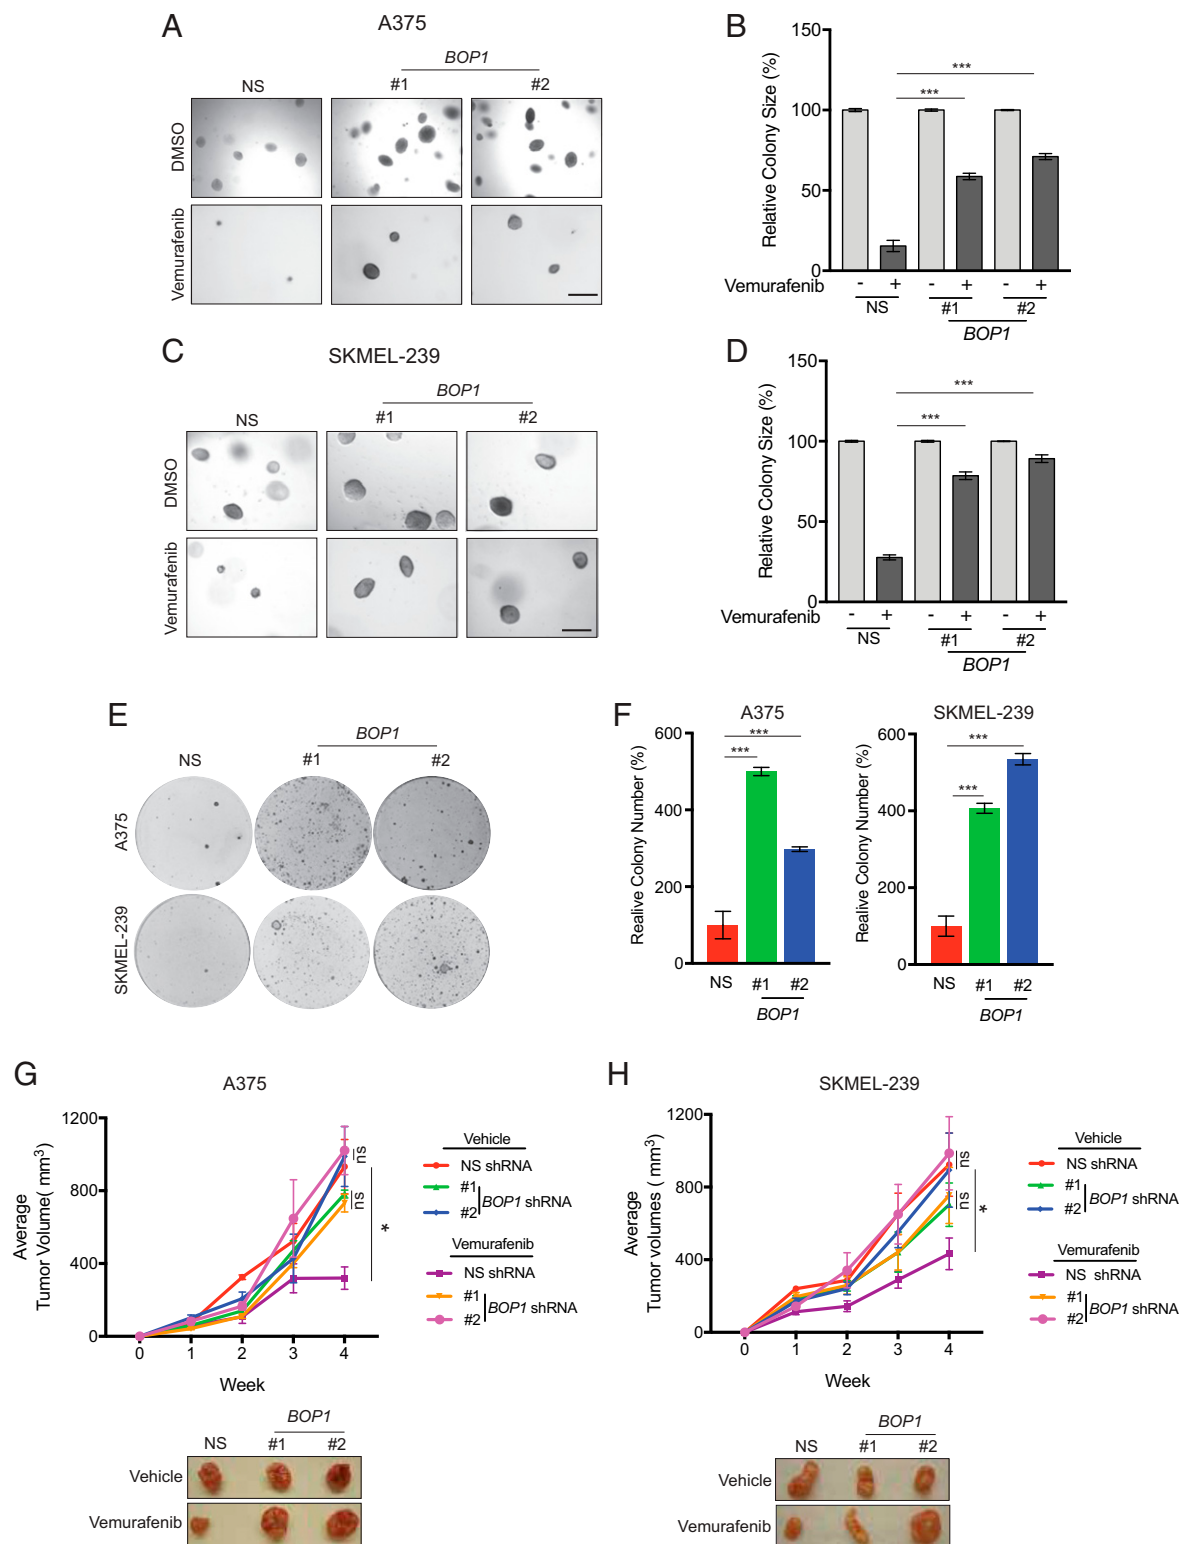 A
A375
BOP1
NS
#1
#2
DMSO
Vemurafenib
B
Relative Colony Size (%)
150
100
50
0
***
***
Vemurafenib
- + - + - +
NS
#1
#2
BOP1
C
SKMEL-239
BOP1
NS
#1
#2
DMSO
Vemurafenib
D
Relative Colony Size (%)
150
100
50
0
***
***
Vemurafenib
- + - + - +
NS
#1
#2
BOP1
E
BOP1
NS
#1
#2
A375
SKMEL-239
F
A375
Realive Colony Number (%)
600
400
200
0
***
***
NS
#1
#2
BOP1
SKMEL-239
Realive Colony Number (%)
600
400
200
0
***
***
NS
#1
#2
BOP1
G
A375
Average
Tumor Volume( mm³)
1200
800
400
0
0 1 2 3 4
Week
ns
ns
*
Vehicle
NS shRNA
#1
#2
BOP1 shRNA
Vemurafenib
NS shRNA
#1
#2
BOP1 shRNA
BOP1
NS
#1
#2
Vehicle
Vemurafenib
H
SKMEL-239
Average
Tumor volumes( mm³)
1200
800
400
0
0 1 2 3 4
Week
ns
ns
*
Vehicle
NS shRNA
#1
#2
BOP1 shRNA
Vemurafenib
NS shRNA
#1
#2
BOP1 shRNA
BOP1
NS
#1
#2
Vehicle
Vemurafenib